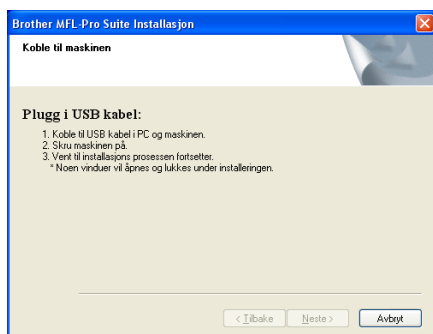 Brother MFL-Pro Suite Installasjon
Koble til maskinen
Plugg i USB kabel:
1. Koble til USB kabel i PC og maskinen.
2. Skru maskinen på.
3. Vent til installasjons prosessen fortsetter.
* Noen vinduer vil åpnes og lukkes under installeringen.
< Tilbake Neste > Avbryt